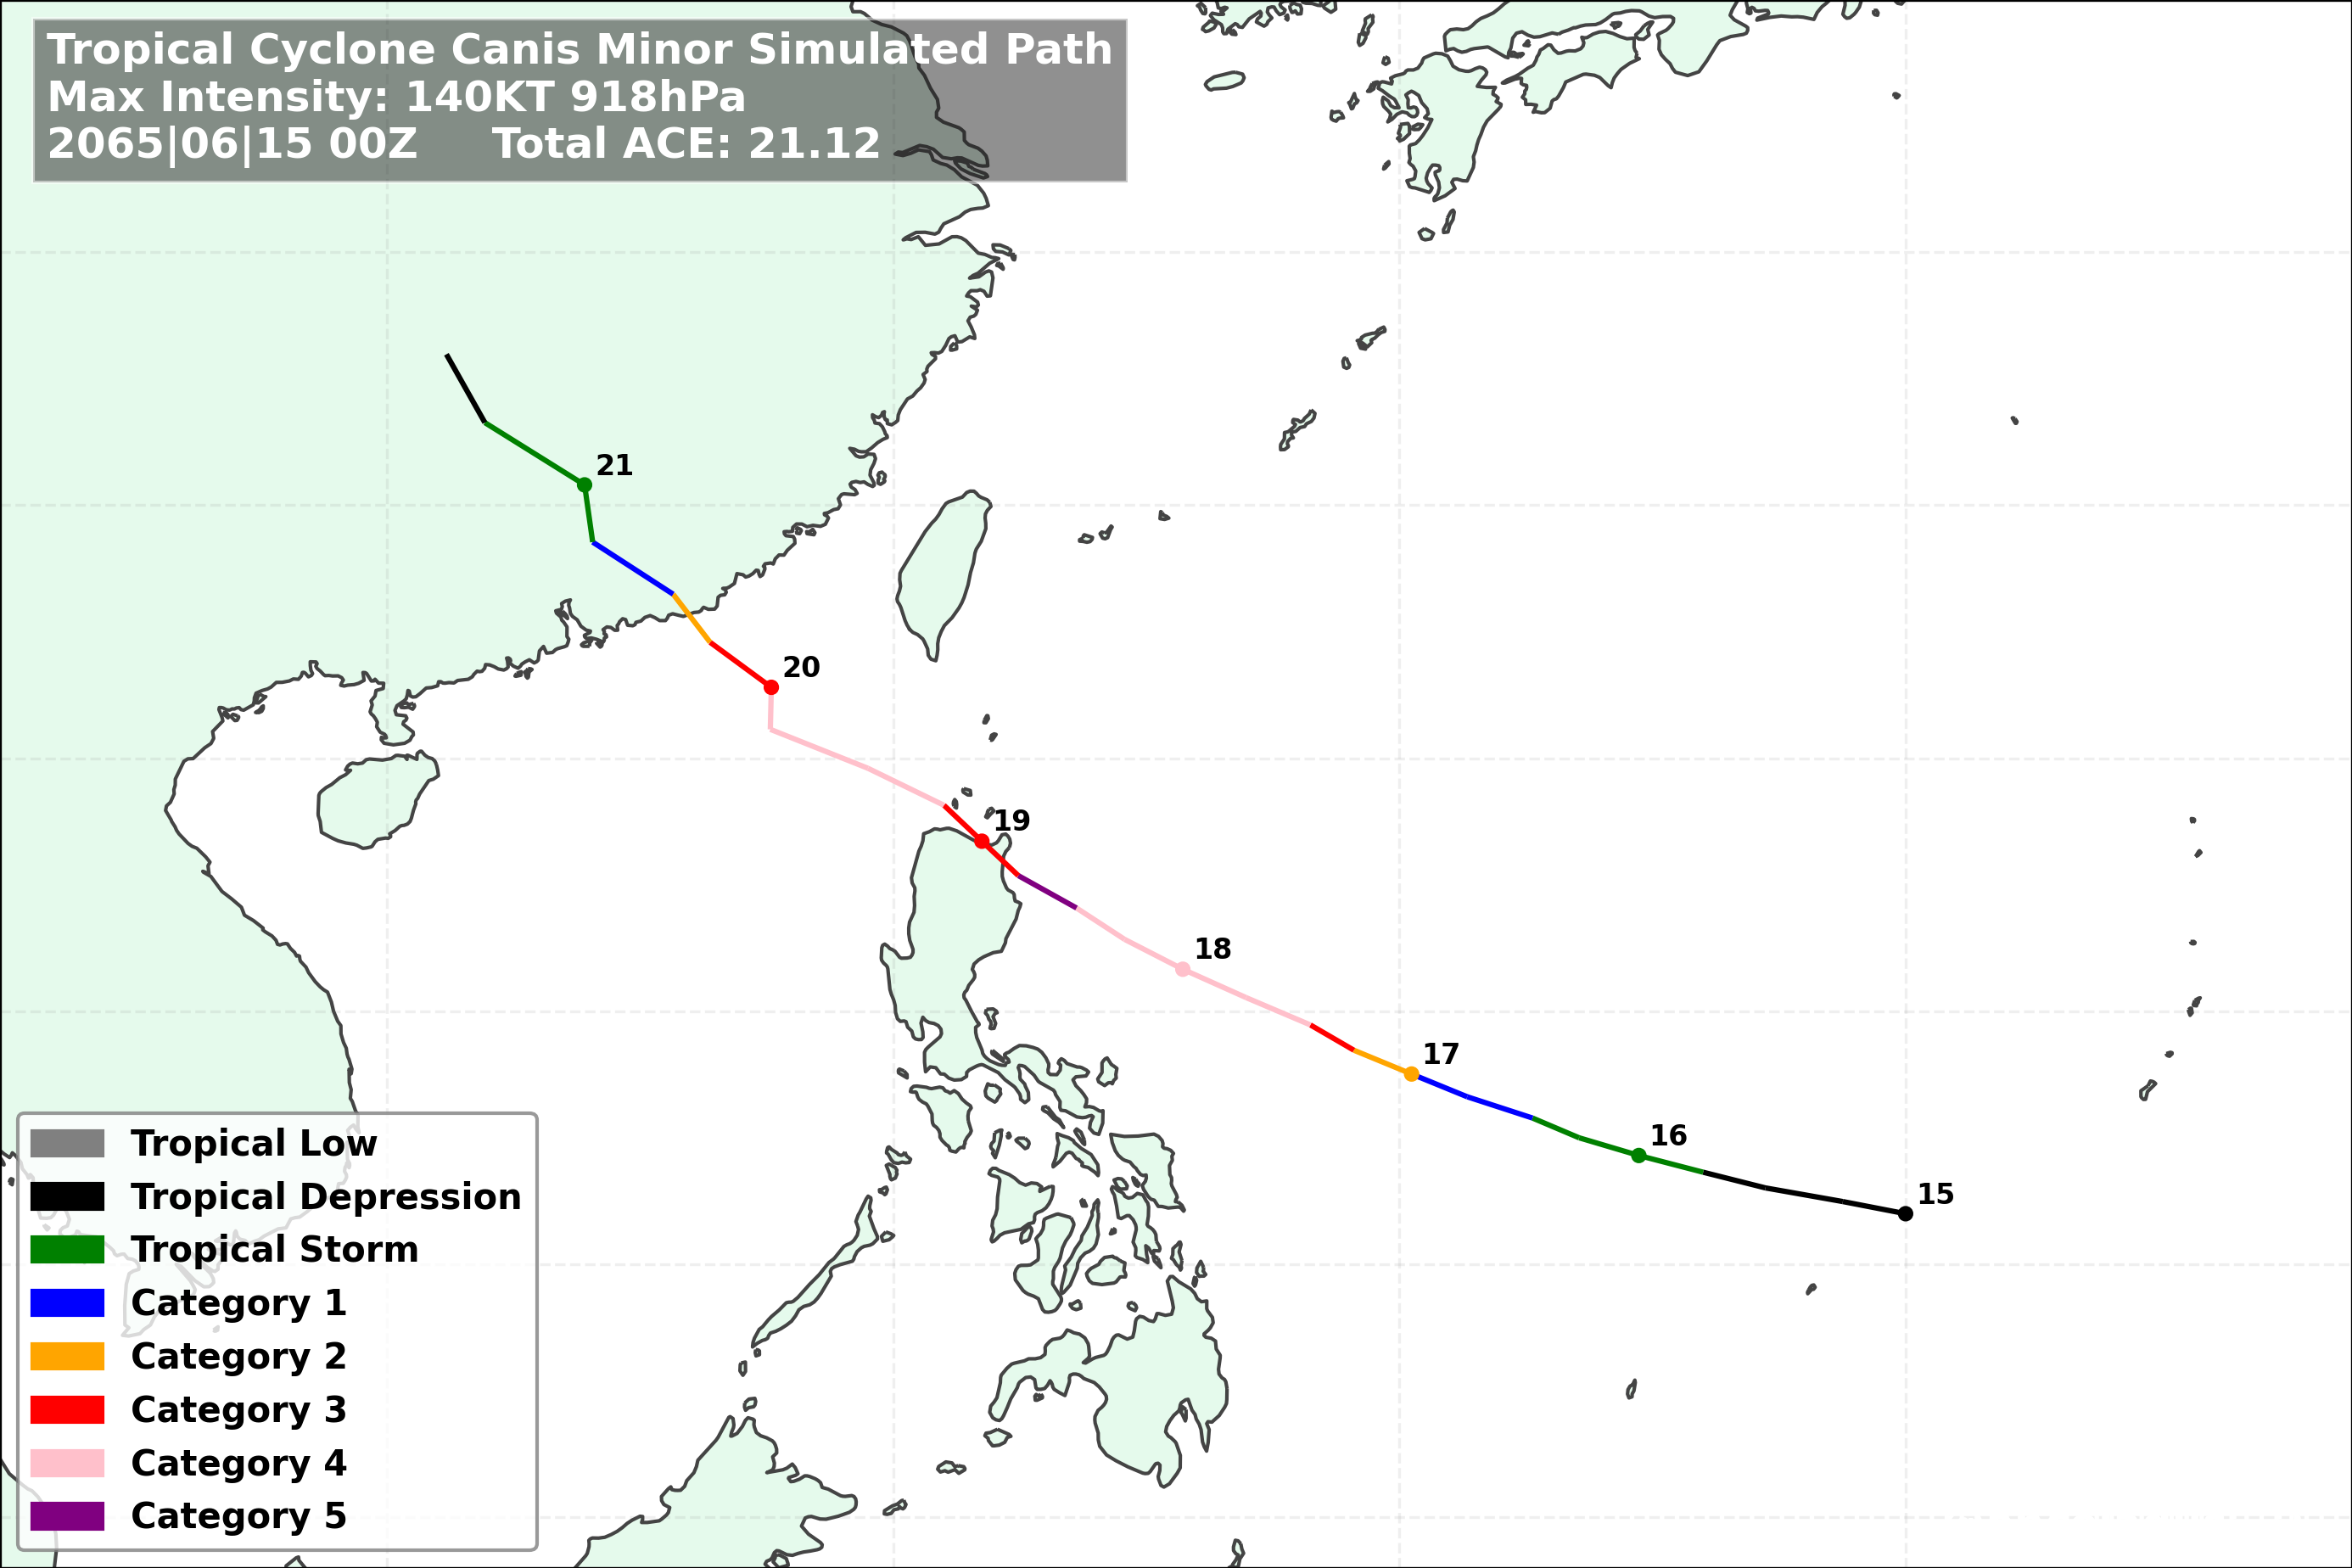 Tropical Cyclone Canis Minor Simulated Path
Max Intensity: 140KT 918hPa
2065|06|15 00Z Total ACE: 21.12
21
20
19
18
17
16
15
Tropical Low
Tropical Depression
Tropical Storm
Category 1
Category 2
Category 3
Category 4
Category 5